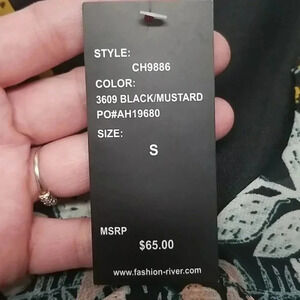 STYLE:
CH9886
COLOR:
3609 BLACK/MUSTARD
PO#AH19680
SIZE:
S
MSRP
$65.00
www.fashion-river.com